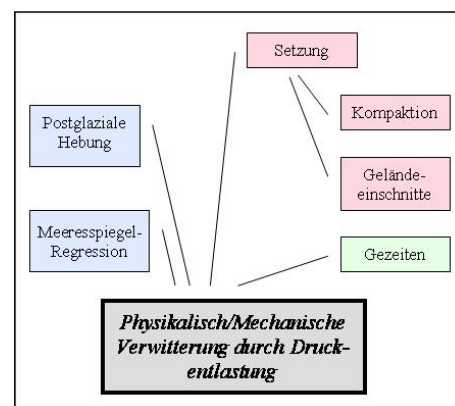 Setzung
Postglaziale
Hebung
Kompaktion
Gelände-
einschnitte
Meeresspiegel-
Regression
Gezeiten
Physikalisch/Mechanische
Verwitterung durch Druck-
entlastung